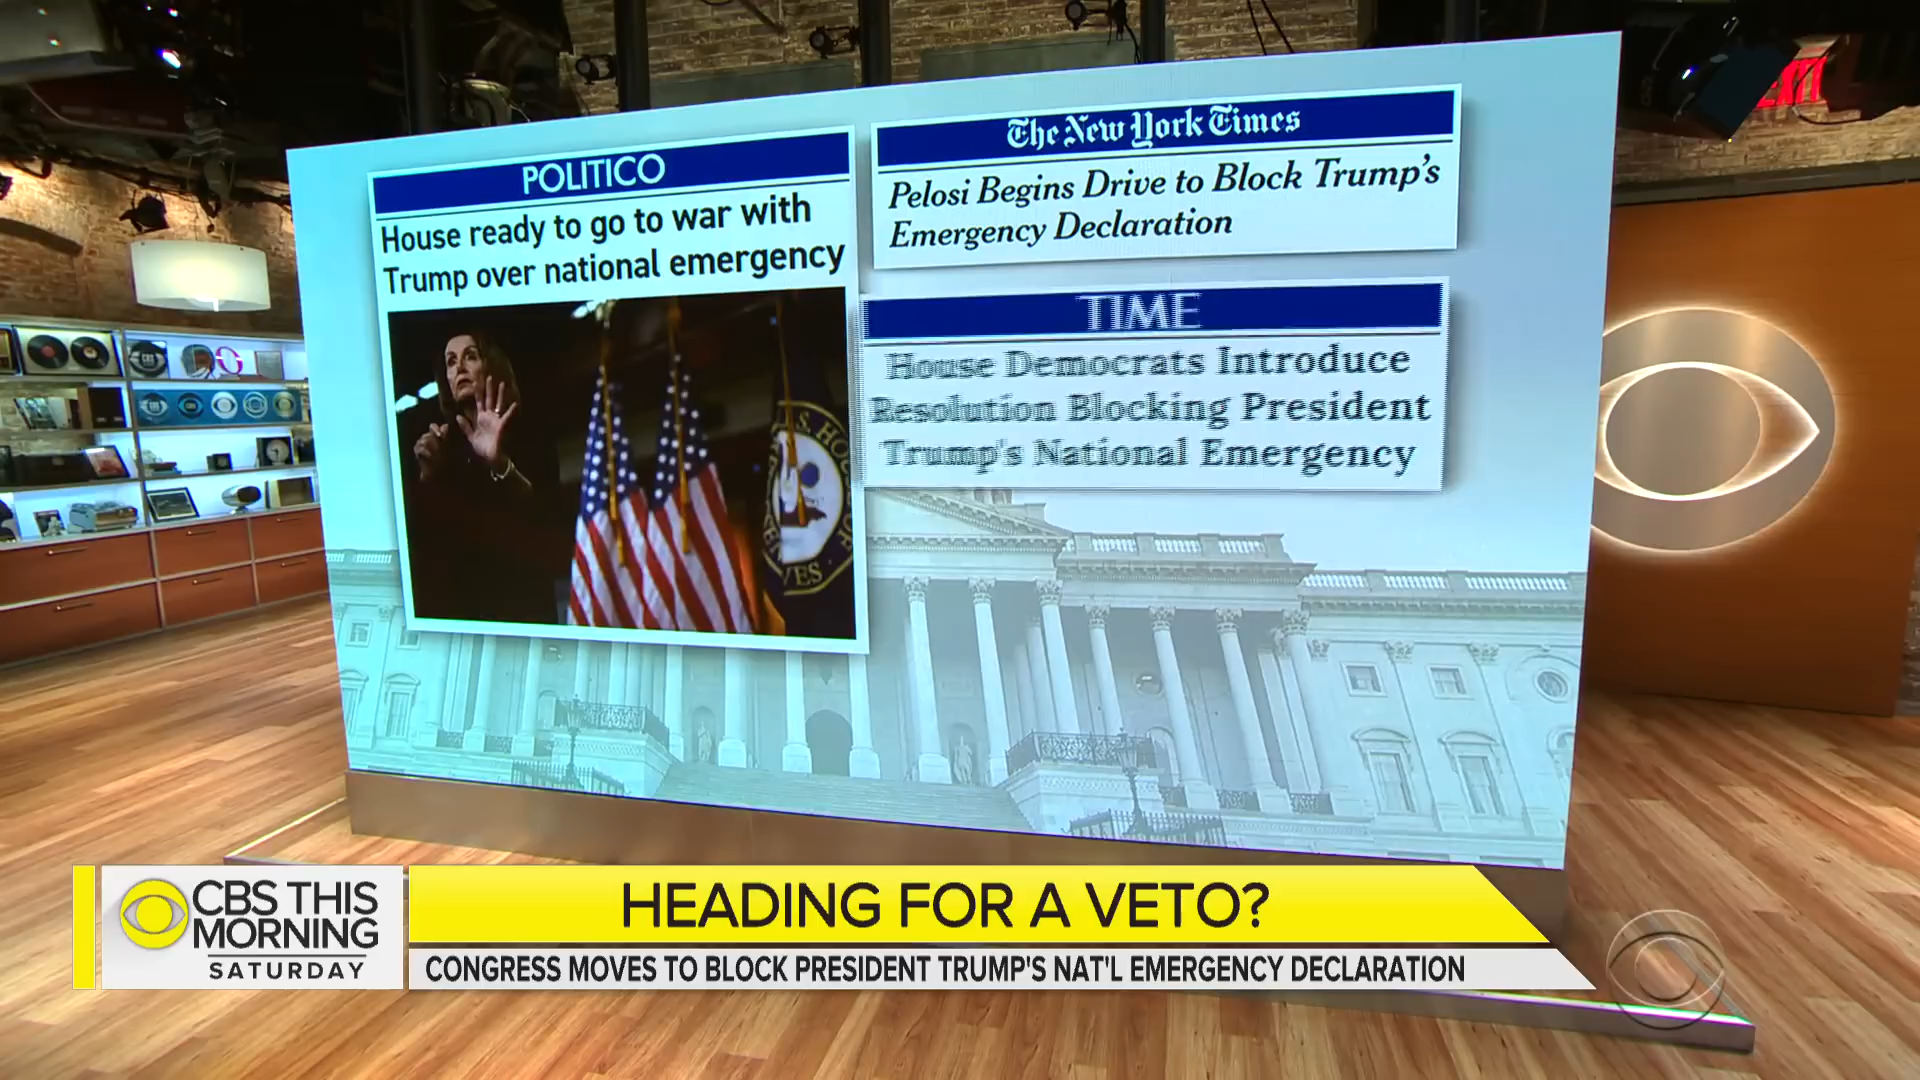 EXIT
POLITICO
House ready to go to war with
Trump over national emergency
The New York Times
Pelosi Begins Drive to Block Trump's
Emergency Declaration
TIME
House Democrats Introduce
Resolution Blocking President
Trump's National Emergency
CBS THIS
MORNING
SATURDAY
HEADING FOR A VETO?
CONGRESS MOVES TO BLOCK PRESIDENT TRUMP'S NAT'L EMERGENCY DECLARATION